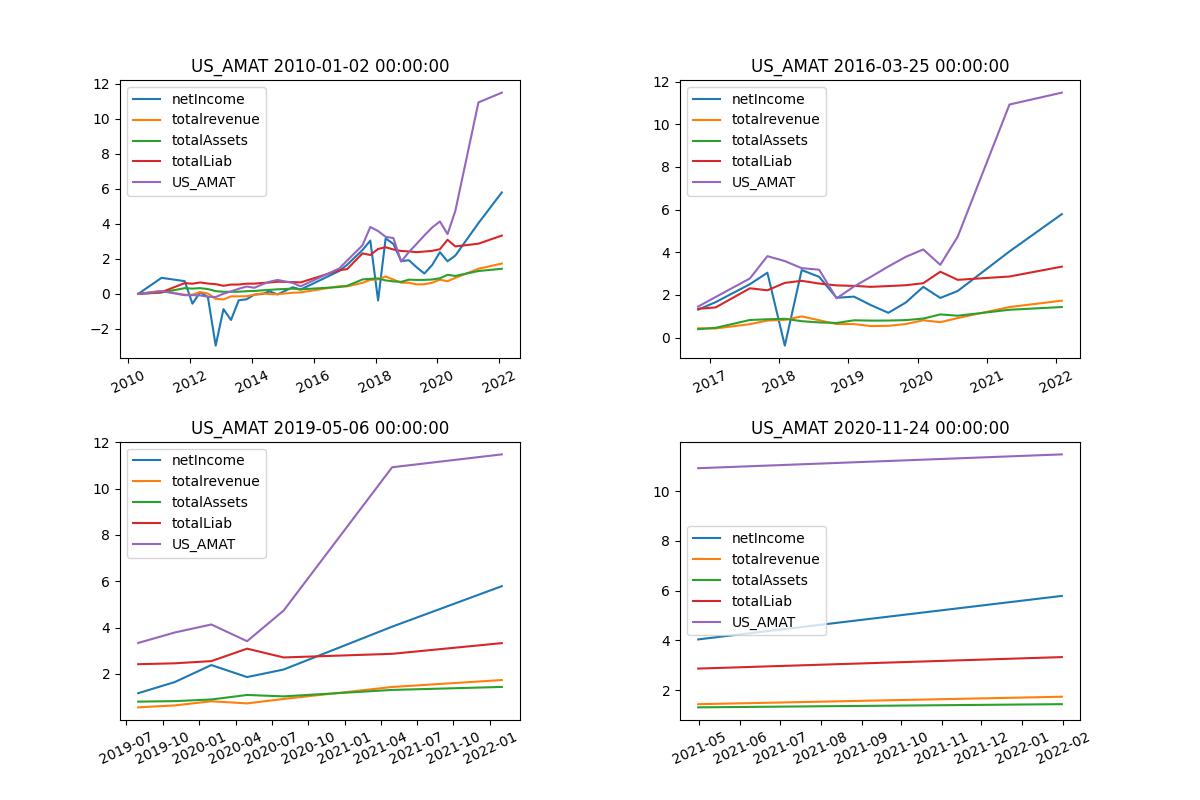 US_AMAT 2010-01-02 00:00:00
12
10
8
6
4
2
0
−2
netIncome
totalrevenue
totalAssets
totalLiab
US_AMAT
2010 2012 2014 2016 2018 2020 2022
US_AMAT 2016-03-25 00:00:00
12
10
8
6
4
2
0
netIncome
totalrevenue
totalAssets
totalLiab
US_AMAT
2017 2018 2019 2020 2021 2022
US_AMAT 2019-05-06 00:00:00
12
10
8
6
4
2
netIncome
totalrevenue
totalAssets
totalLiab
US_AMAT
2019-07 2019-10 2020-01 2020-04 2020-07 2020-10 2021-01 2021-04 2021-07 2021-10 2022-01
US_AMAT 2020-11-24 00:00:00
10
8
6
4
2
netIncome
totalrevenue
totalAssets
totalLiab
US_AMAT
2021-05 2021-06 2021-07 2021-08 2021-09 2021-10 2021-11 2021-12 2022-01 2022-02